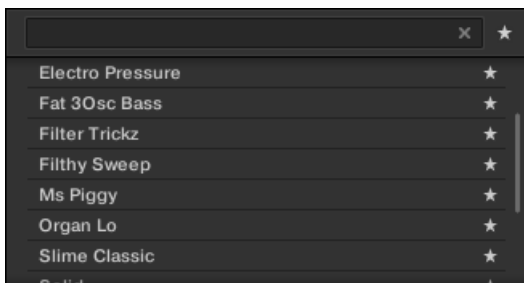 Electro Pressure
Fat 3Osc Bass
Filter Trickz
Filthy Sweep
Ms Piggy
Organ Lo
Slime Classic